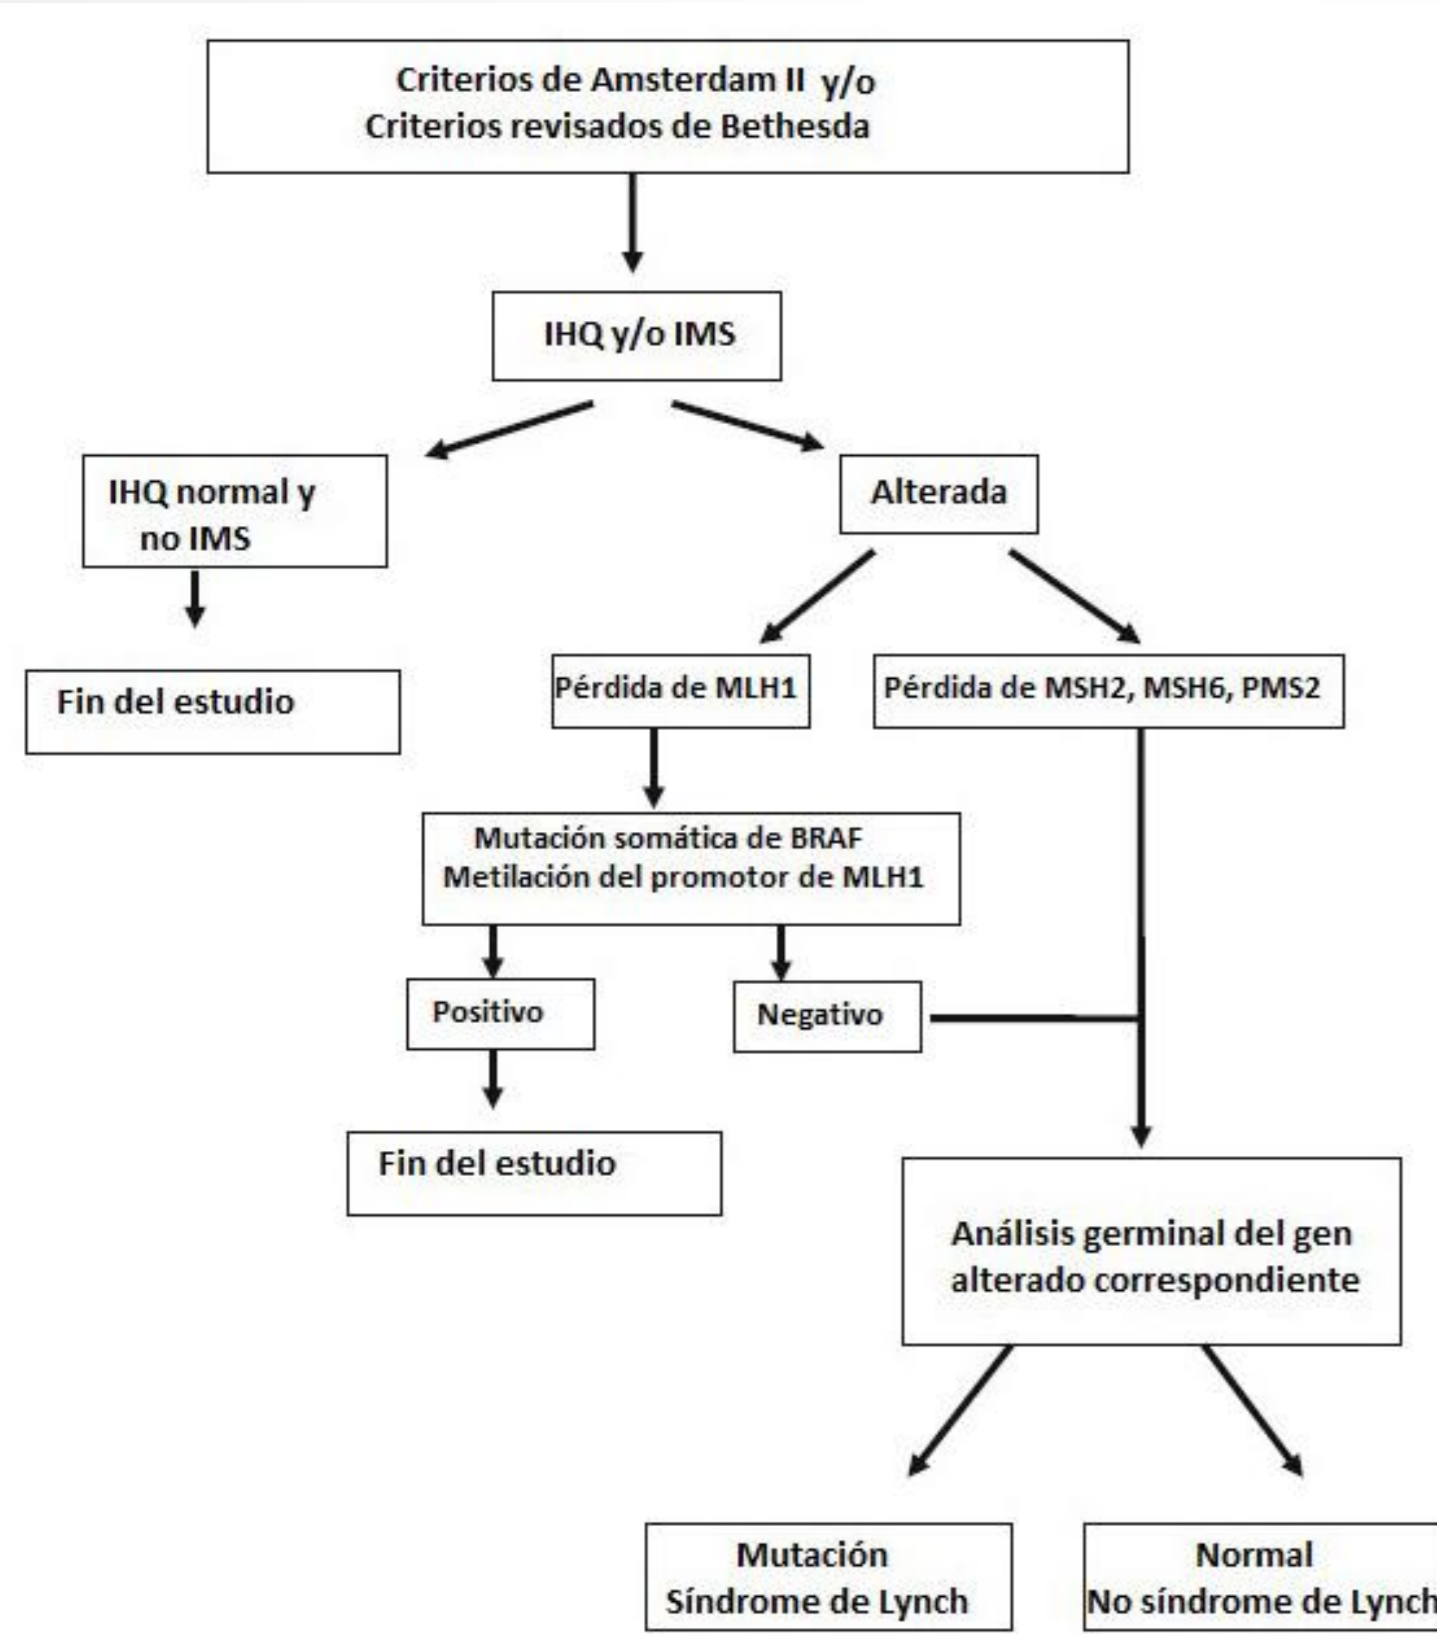 Criterios de Amsterdam II y/o
Criterios revisados de Bethesda
IHQ y/o IMS
IHQ normal y
no IMS
Alterada
Fin del estudio
Pérdida de MLH1
Pérdida de MSH2, MSH6, PMS2
Mutación somática de BRAF
Metilación del promotor de MLH1
Positivo
Negativo
Fin del estudio
Análisis germinal del gen
alterado correspondiente
Mutación
Síndrome de Lynch
Normal
No síndrome de Lynch